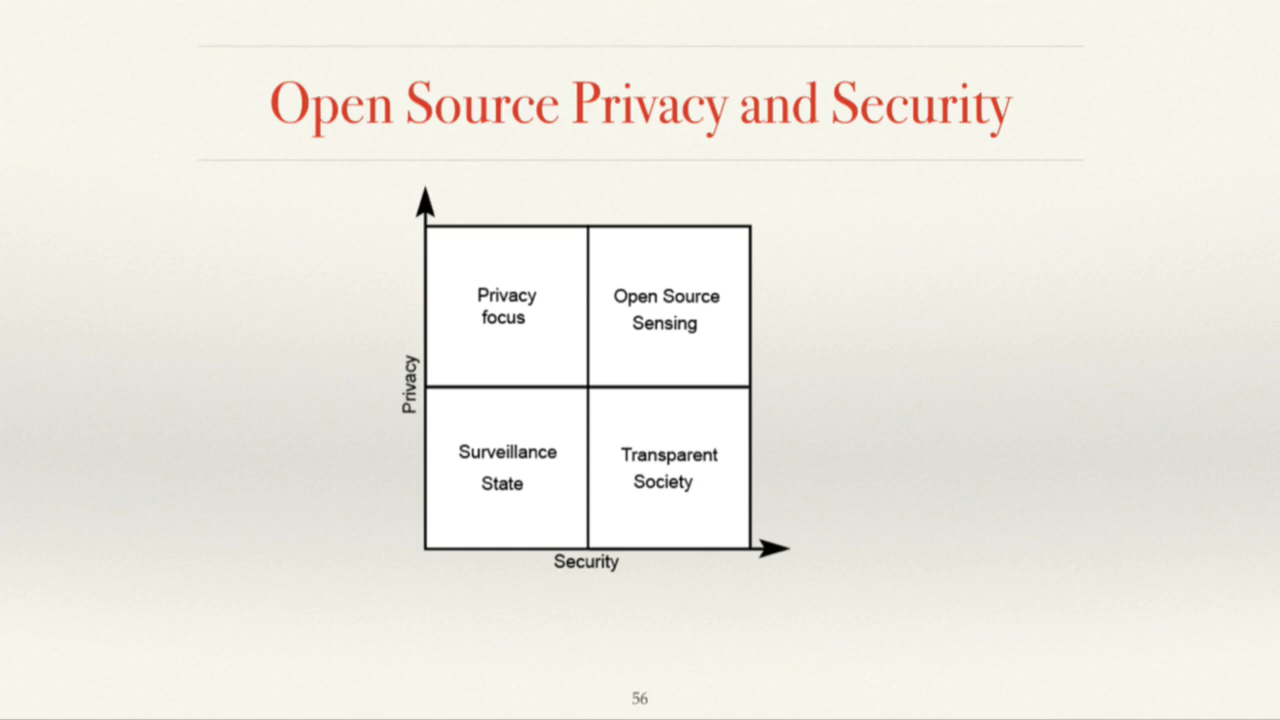 Open Source Privacy and Security
Privacy
focus
Open Source
Sensing
Privacy
Surveillance
State
Transparent
Society
Security
56